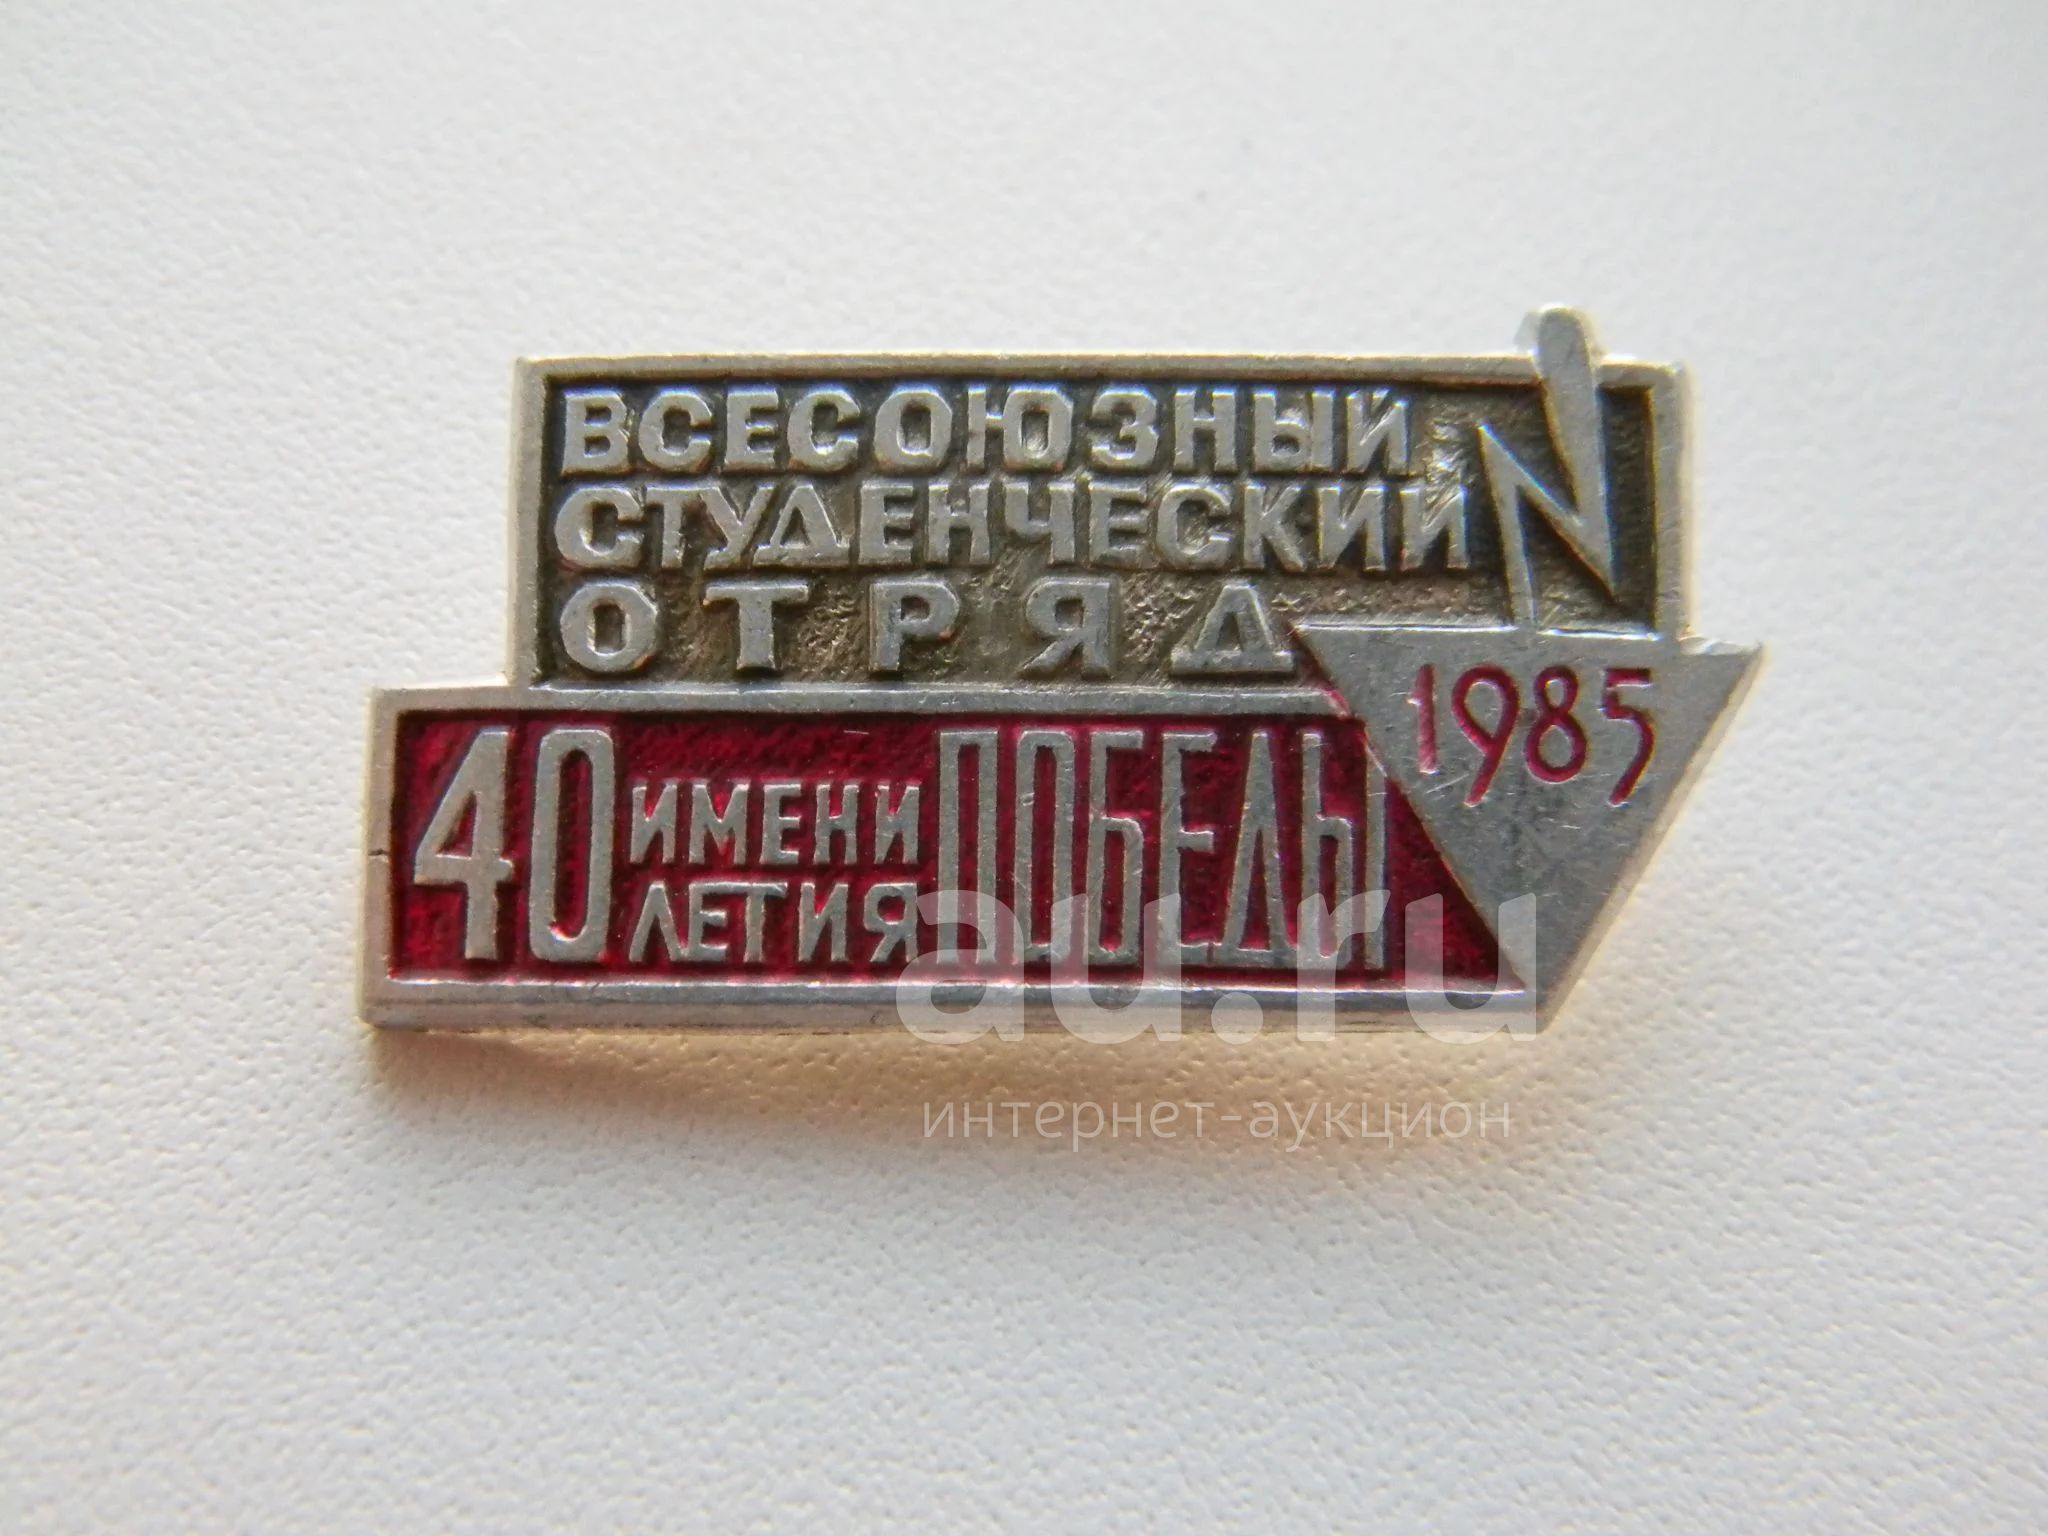 ВСЕСОЮЗНЫЙ
СТУДЕНЧЕСКИЙ
ОТРЯД
1985
40 ИМЕНИ ЛЕТИЯ ПОБЕДЫ
au.ru
интернет-аукцион